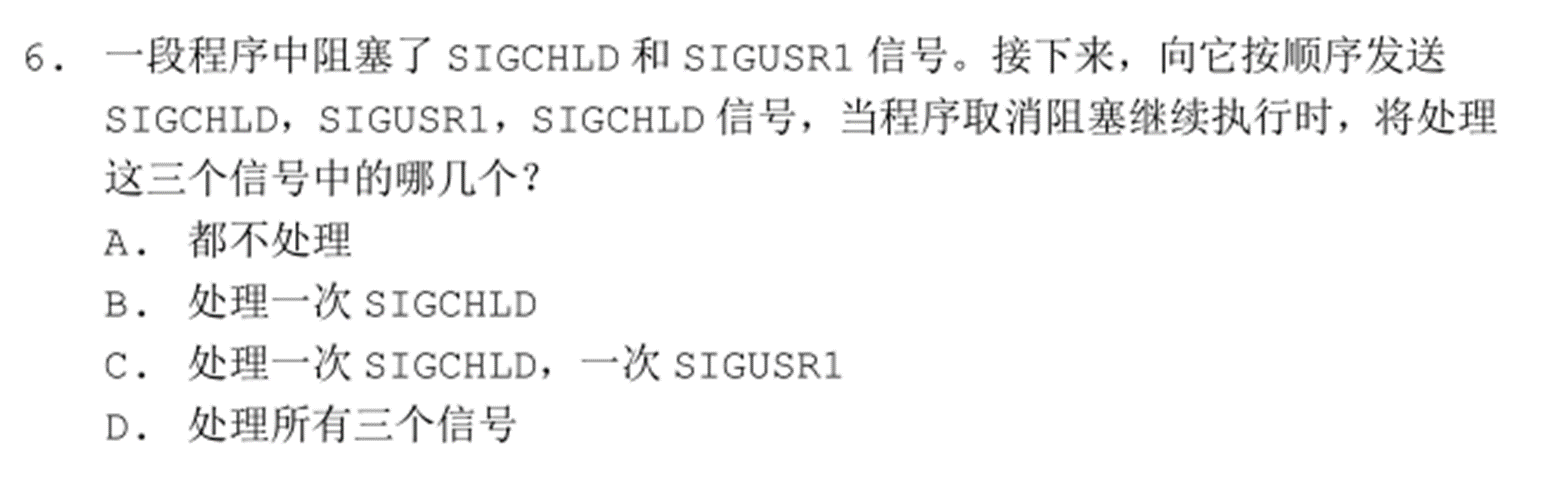 6. 一段程序中阻塞了 SIGCHLD 和 SIGUSR1 信号。接下来，向它按顺序发送
SIGCHLD，SIGUSR1，SIGCHLD 信号，当程序取消阻塞继续执行时，将处理
这三个信号中的哪几个？
A. 都不处理
B. 处理一次 SIGCHLD
C. 处理一次 SIGCHLD，一次 SIGUSR1
D. 处理所有三个信号